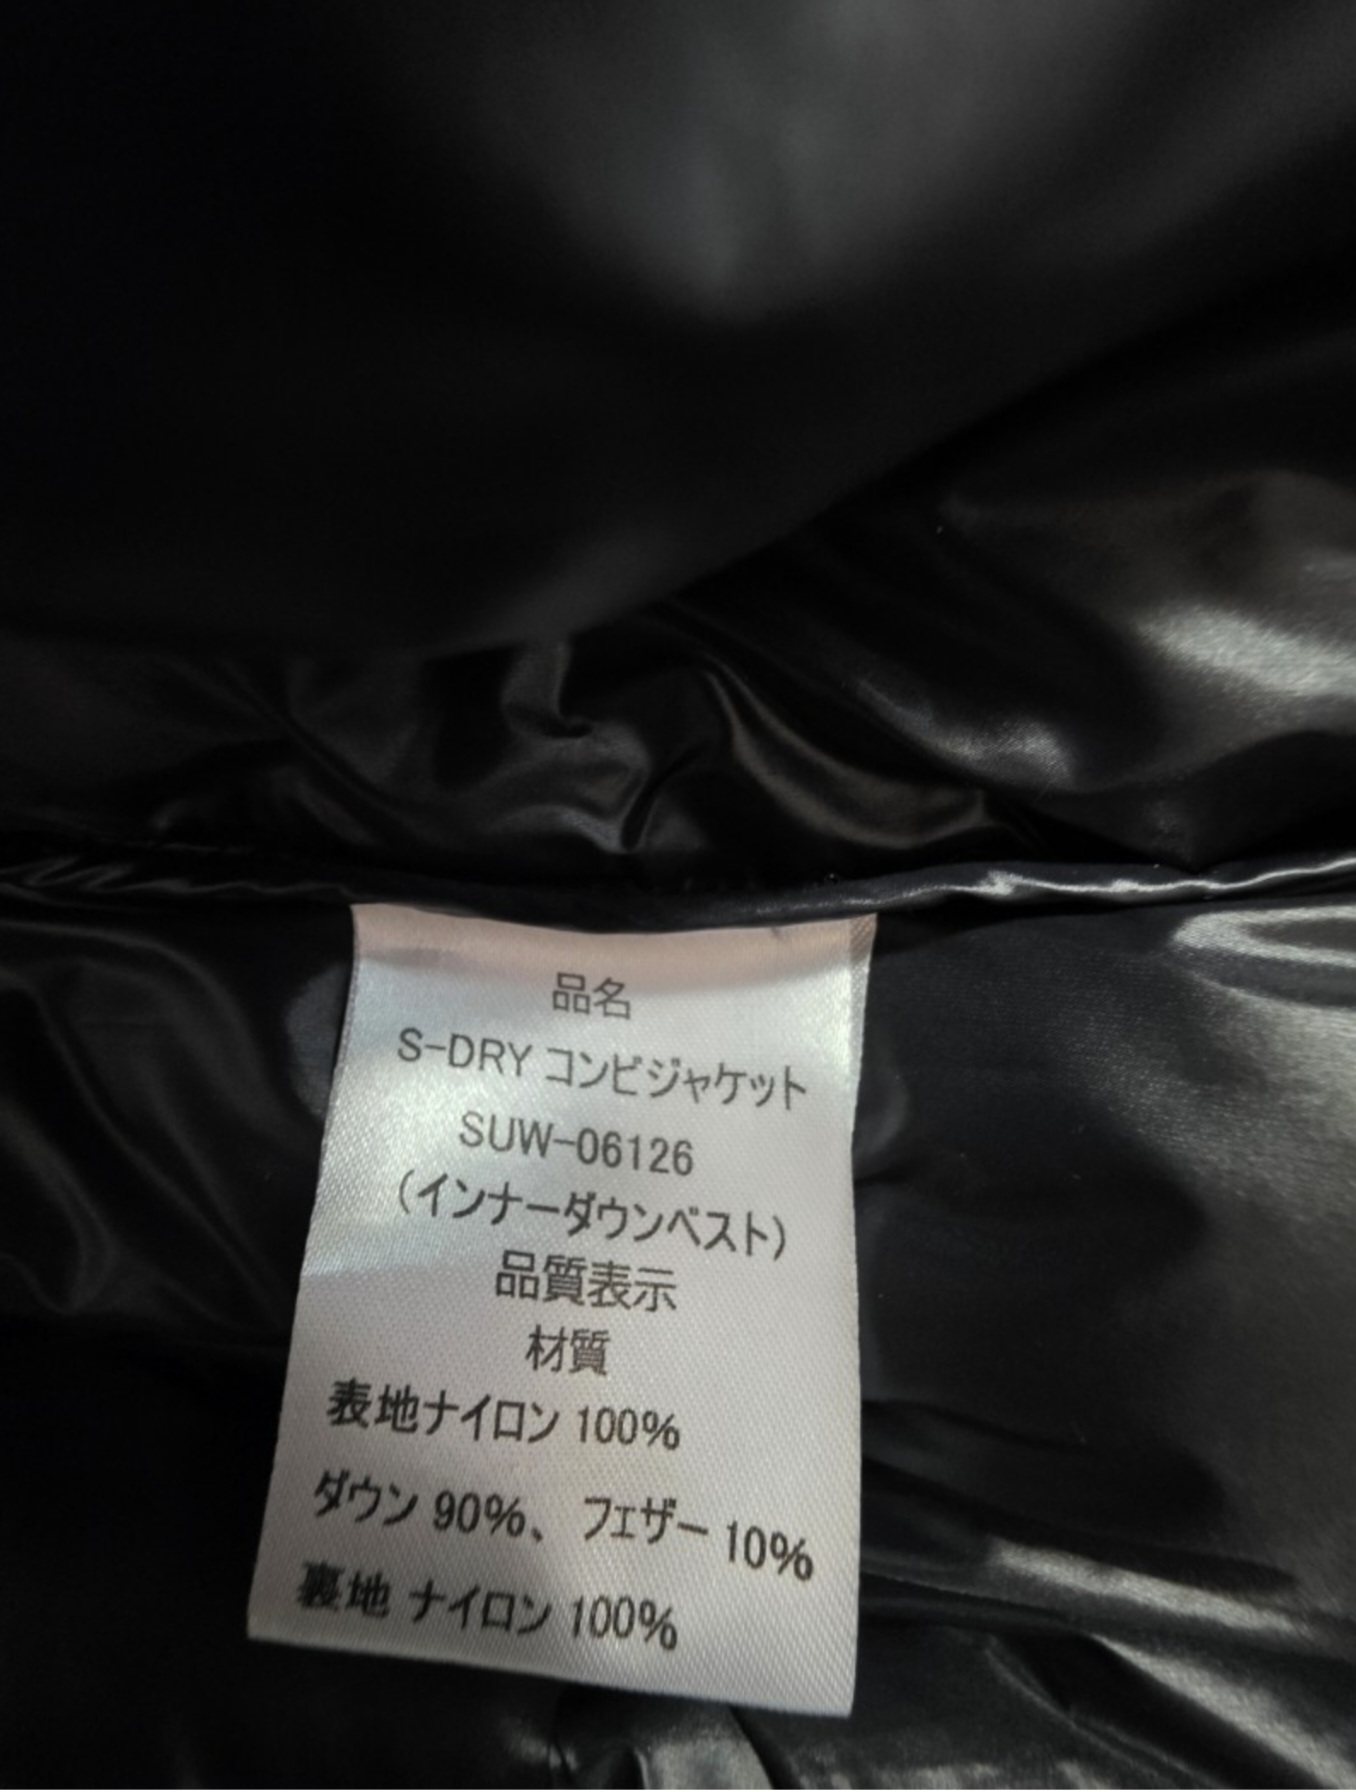 品名
S-DRY コンビジャケット
SUW-06126
(インナーダウンベスト)
品質表示
材質
表地ナイロン 100%
ダウン 90%、 フェザー 10%
裏地 ナイロン 100%